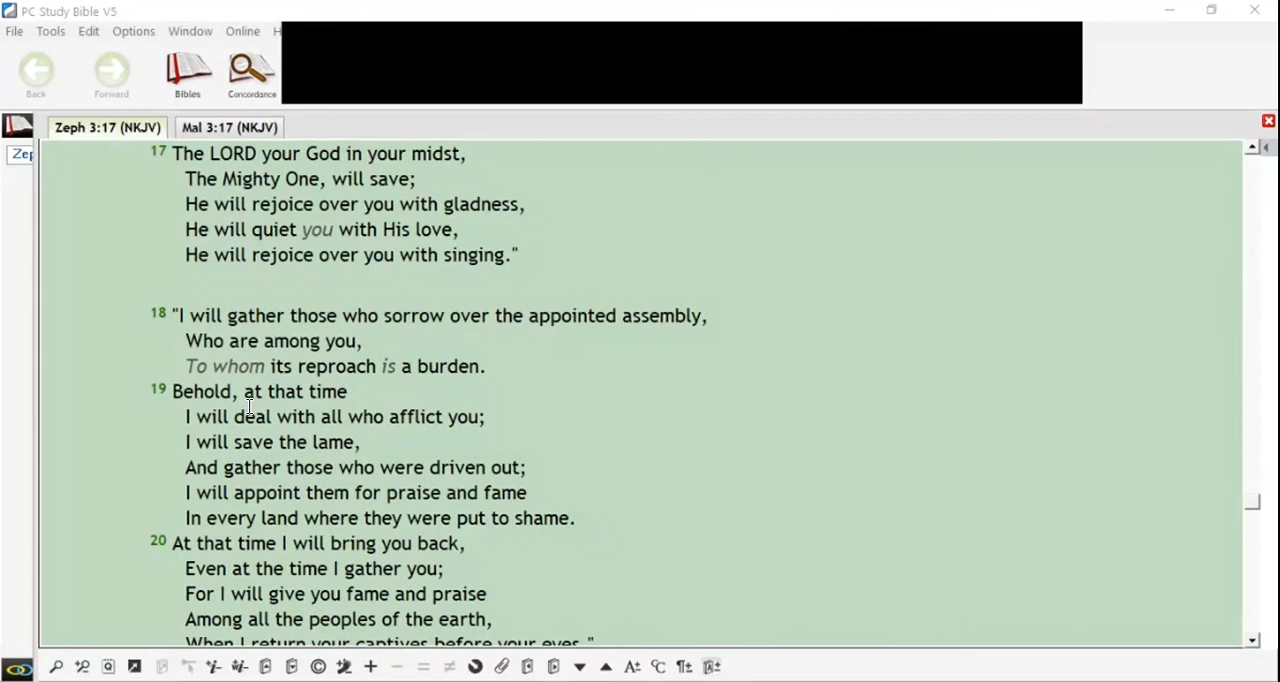 PC Study Bible V5
File Tools Edit Options Window Online H
Back Forward Bibles Concordance
Zeph 3:17 (NKJV) Mal 3:17 (NKJV)
Zep
17 The LORD your God in your midst,
The Mighty One, will save;
He will rejoice over you with gladness,
He will quiet you with His love,
He will rejoice over you with singing."
18 "I will gather those who sorrow over the appointed assembly,
Who are among you,
To whom its reproach is a burden.
19 Behold, at that time
I will deal with all who afflict you;
I will save the lame,
And gather those who were driven out;
I will appoint them for praise and fame
In every land where they were put to shame.
20 At that time I will bring you back,
Even at the time I gather you;
For I will give you fame and praise
Among all the peoples of the earth,
When I return your captives before your eyes,"